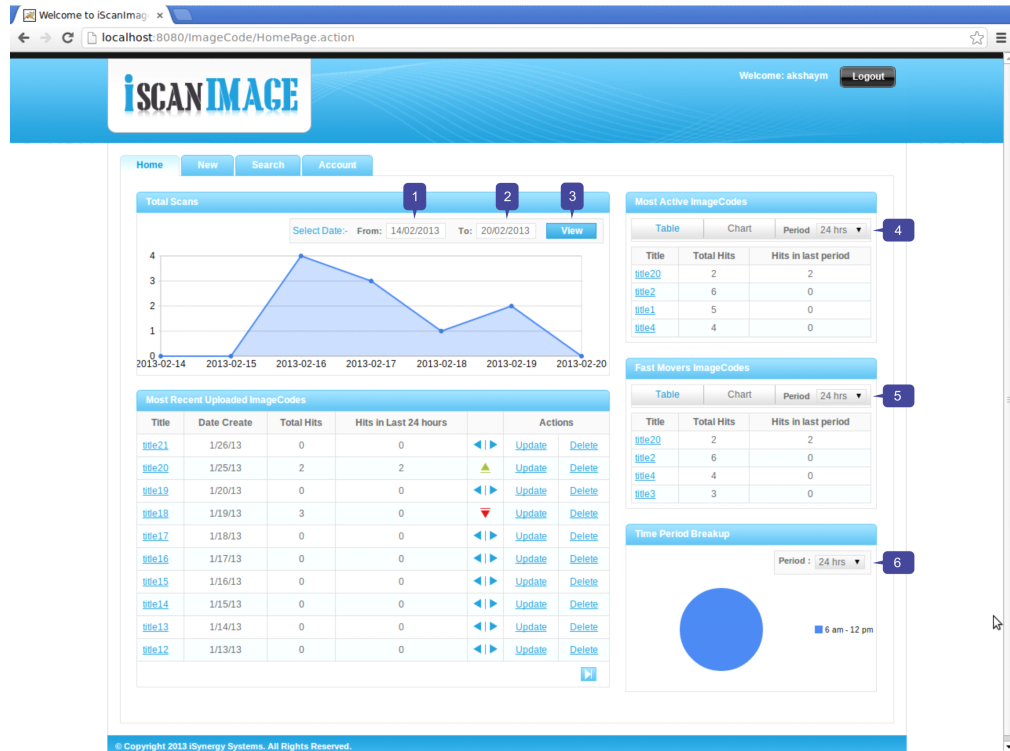 Welcome to iScanImag
localhost:8080/ImageCode/HomePage.action
iSCANIMAGE
Welcome: akshaym Logout
Home New Search Account
Total Scans
1 2 3
Select Date:- From: 14/02/2013 To: 20/02/2013 View
4
3
2
1
0
2013-02-14 2013-02-15 2013-02-16 2013-02-17 2013-02-18 2013-02-19 2013-02-20
Most Recent Uploaded ImageCodes
Title Date Create Total Hits Hits in Last 24 hours Actions
title21 1/26/13 0 0 Update Delete
title20 1/25/13 2 2 Update Delete
title19 1/20/13 0 0 Update Delete
title18 1/19/13 3 0 Update Delete
title17 1/18/13 0 0 Update Delete
title16 1/17/13 0 0 Update Delete
title15 1/16/13 0 0 Update Delete
title14 1/15/13 0 0 Update Delete
title13 1/14/13 0 0 Update Delete
title12 1/13/13 0 0 Update Delete
Most Active ImageCodes
Table Chart Period 24 hrs 4
Title Total Hits Hits in last period
title20 2 2
title2 6 0
title1 5 0
title4 4 0
Fast Movers ImageCodes
Table Chart Period 24 hrs 5
Title Total Hits Hits in last period
title20 2 2
title2 6 0
title4 4 0
title3 3 0
Time Period Breakup
Period : 24 hrs 6
6 am - 12 pm
© Copyright 2013 iSynergy Systems. All Rights Reserved.